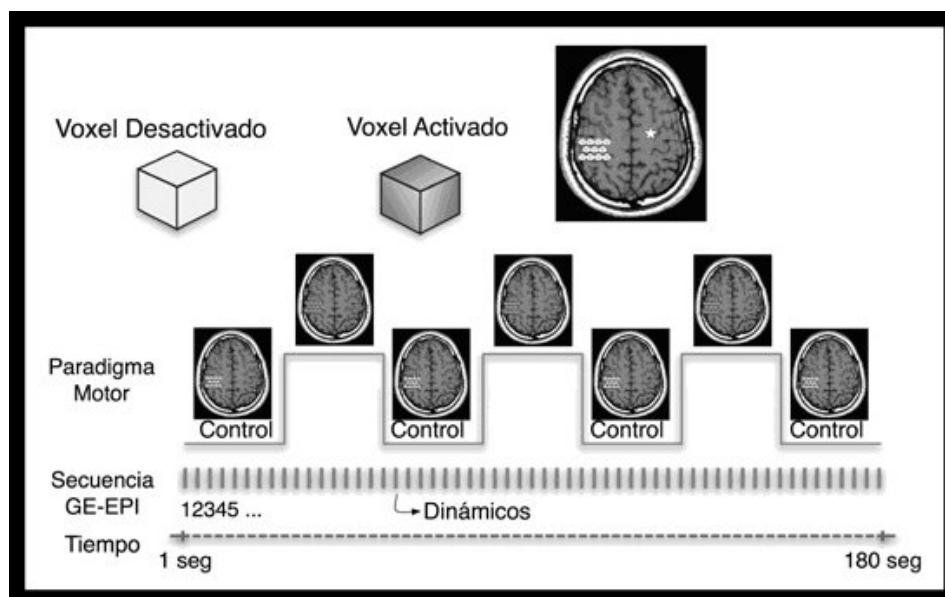 Voxel Desactivado
Voxel Activado
Paradigma
Motor
Control
Control
Control
Control
Secuencia
GE-EPI
12345 ...
Dinámicos
Tiempo
1 seg
180 seg